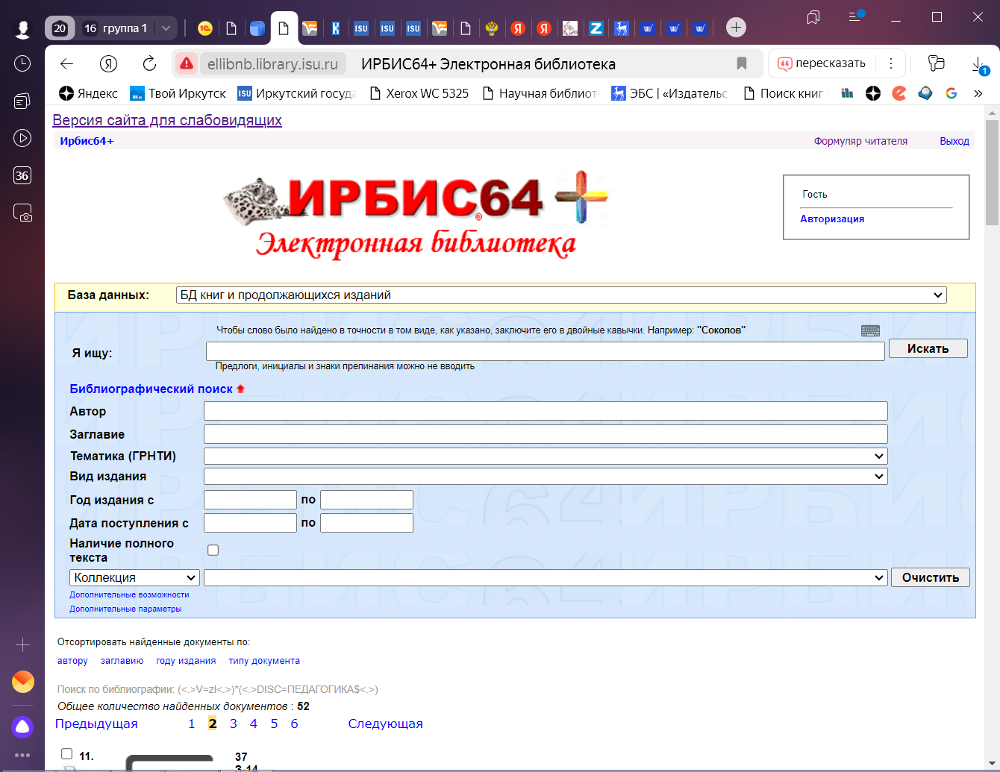 20 16 группа 1
ISU ISU ISU
ellibnb.library.isu.ru ИРБИС64+ Электронная библиотека пересказать
1
Яндекс Твой Иркутск ISU Иркутский госуда Xerox WC 5325 Научная библиот ЭБС | «Издательс Поиск книг
36
Версия сайта для слабовидящих
Ирбис64+ Формуляр читателя Выход
ИРБИС64+
Электронная библиотека
Гость
Авторизация
База данных: БД книг и продолжающихся изданий
Чтобы слово было найдено в точности в том виде, как указано, заключите его в двойные кавычки. Например: "Соколов"
Я ищу: Искать
Предлоги, инициалы и знаки препинания можно не вводить
Библиографический поиск
Автор
Заглавие
Тематика (ГРНТИ)
Вид издания
Год издания с по
Дата поступления с по
Наличие полного
текста
Коллекция Очистить
Дополнительные возможности
Дополнительные параметры
Отсортировать найденные документы по:
автору заглавию году издания типу документа
Поиск по библиографии: (<.>V=zl<.>)*(<.>DISC=ПЕДАГОГИКА$<.>)
Общее количество найденных документов : 52
Предыдущая 1 2 3 4 5 6 Следующая
11. 37
З-14